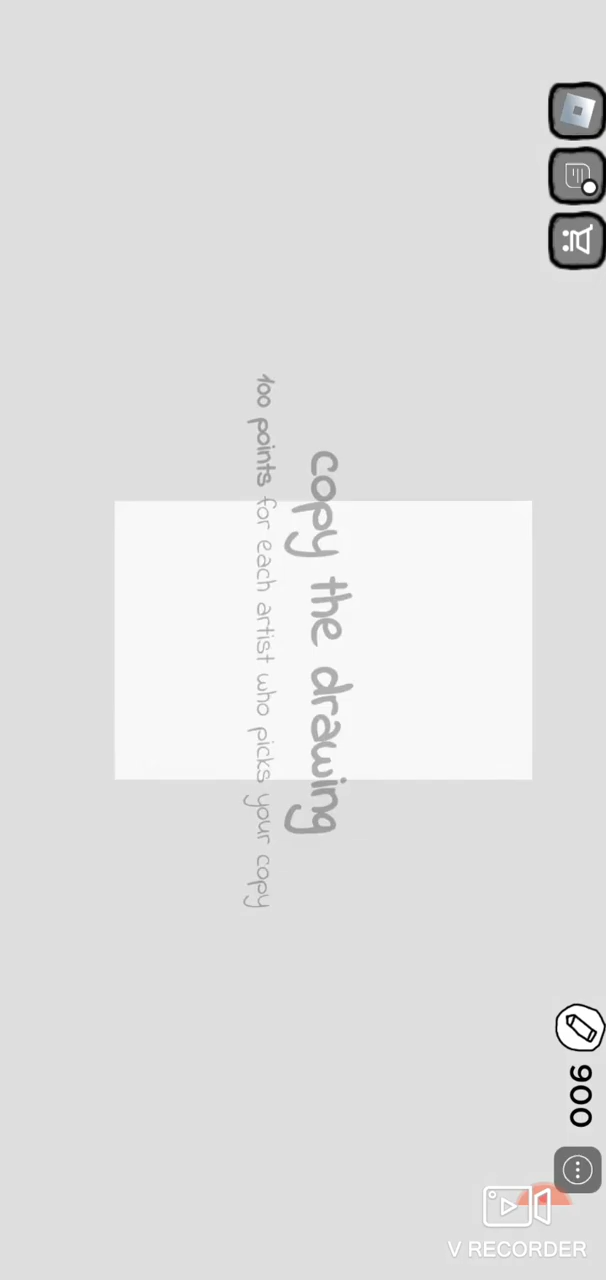 copy the drawing
100 points for each artist who picks your copy
900
V RECORDER